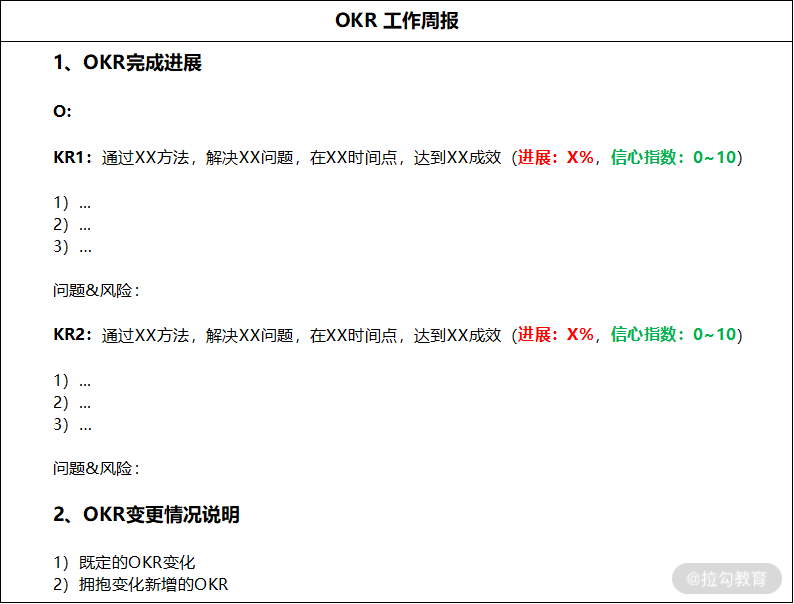 OKR 工作周报
1、OKR完成进展
O:
KR1：通过XX方法，解决XX问题，在XX时间点，达到XX成效（进展：X%，信心指数：0~10）
1）...
2）...
3）...
问题&风险：
KR2：通过XX方法，解决XX问题，在XX时间点，达到XX成效（进展：X%，信心指数：0~10）
1）...
2）...
3）...
问题&风险：
2、OKR变更情况说明
1）既定的OKR变化
2）拥抱变化新增的OKR
@拉勾教育